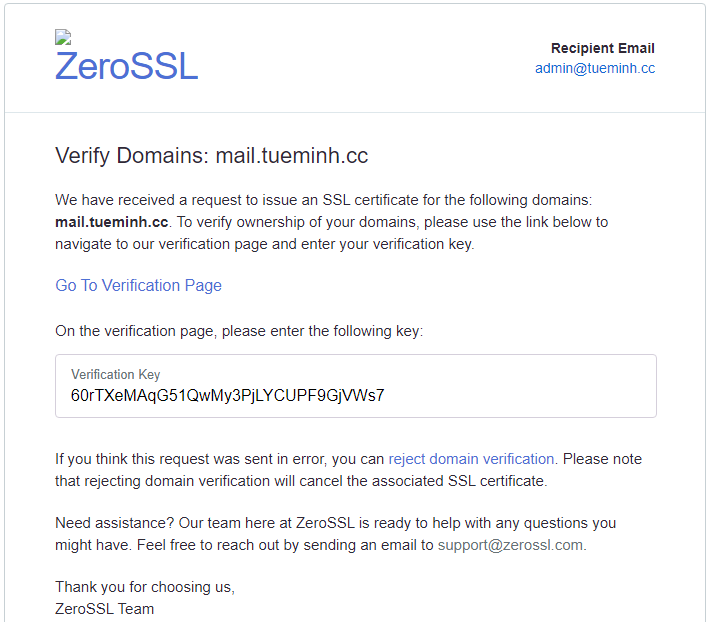 ZeroSSL
Recipient Email
admin@tueminh.cc
Verify Domains: mail.tueminh.cc
We have received a request to issue an SSL certificate for the following domains:
mail.tueminh.cc. To verify ownership of your domains, please use the link below to
navigate to our verification page and enter your verification key.
Go To Verification Page
On the verification page, please enter the following key:
Verification Key
60rTXeMAqG51QwMy3PjLYCUPF9GjVWs7
If you think this request was sent in error, you can reject domain verification. Please note
that rejecting domain verification will cancel the associated SSL certificate.
Need assistance? Our team here at ZeroSSL is ready to help with any questions you
might have. Feel free to reach out by sending an email to support@zerossl.com.
Thank you for choosing us,
ZeroSSL Team